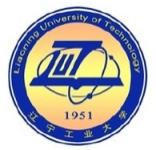 Liaoning University of Technology
1951
辽宁工业大学